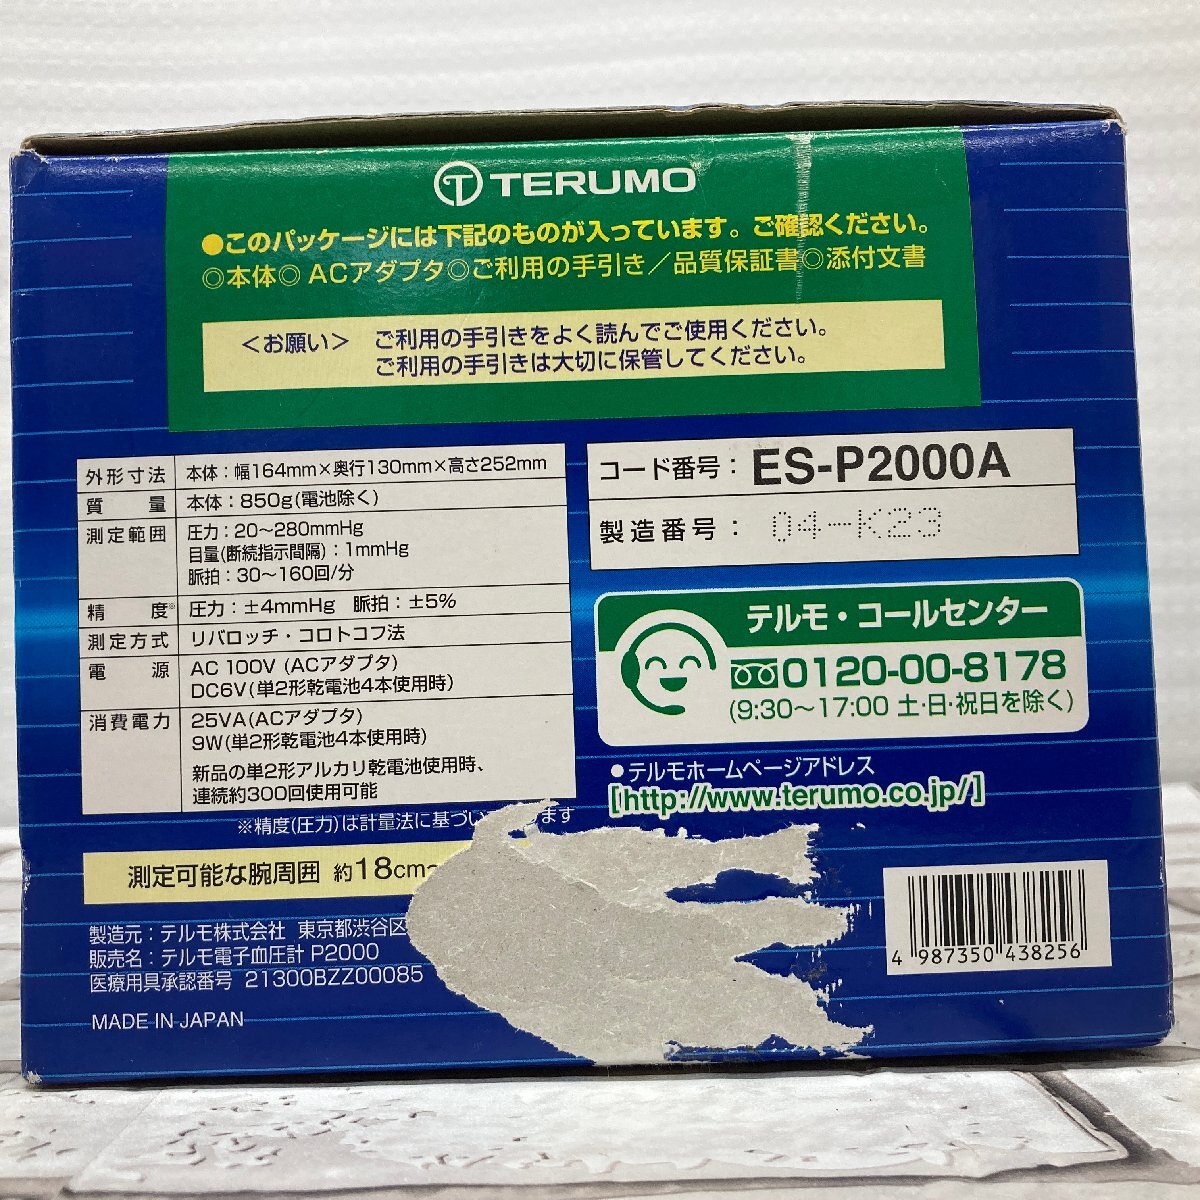 TERUMO
●このパッケージには下記のものが入っています。ご確認ください。
◎本体◎ACアダプタ◎ご利用の手引き／品質保証書◎添付文書
＜お願い＞ ご利用の手引きをよく読んでご使用ください。
ご利用の手引きは大切に保管してください。
外形寸法 本体：幅164mm×奥行130mm×高さ252mm
質量 本体：850g(電池除く)
測定範囲 圧力：20～280mmHg
目量(断続指示間隔)：1mmHg
脈拍：30～160回/分
精度※ 圧力：±4mmHg 脈拍：±5%
測定方式 リバロッチ・コロトコフ法
電源 AC 100V (ACアダプタ)
DC6V(単2形乾電池4本使用時)
消費電力 25VA(ACアダプタ)
9W(単2形乾電池4本使用時)
新品の単2形アルカリ乾電池使用時、
連続約300回使用可能
※精度(圧力)は計量法に基づい ます
測定可能な腕周囲 約18cm
製造元：テルモ株式会社 東京都渋谷区
販売名：テルモ電子血圧計 P2000
医療用具承認番号 21300BZZ00085
MADE IN JAPAN
コード番号：ES-P2000A
製造番号：04-K23
テルモ・コールセンター
0120-00-8178
(9:30～17:00 土・日・祝日を除く)
●テルモホームページアドレス
[http://www.terumo.co.jp/]
4 987350 438256